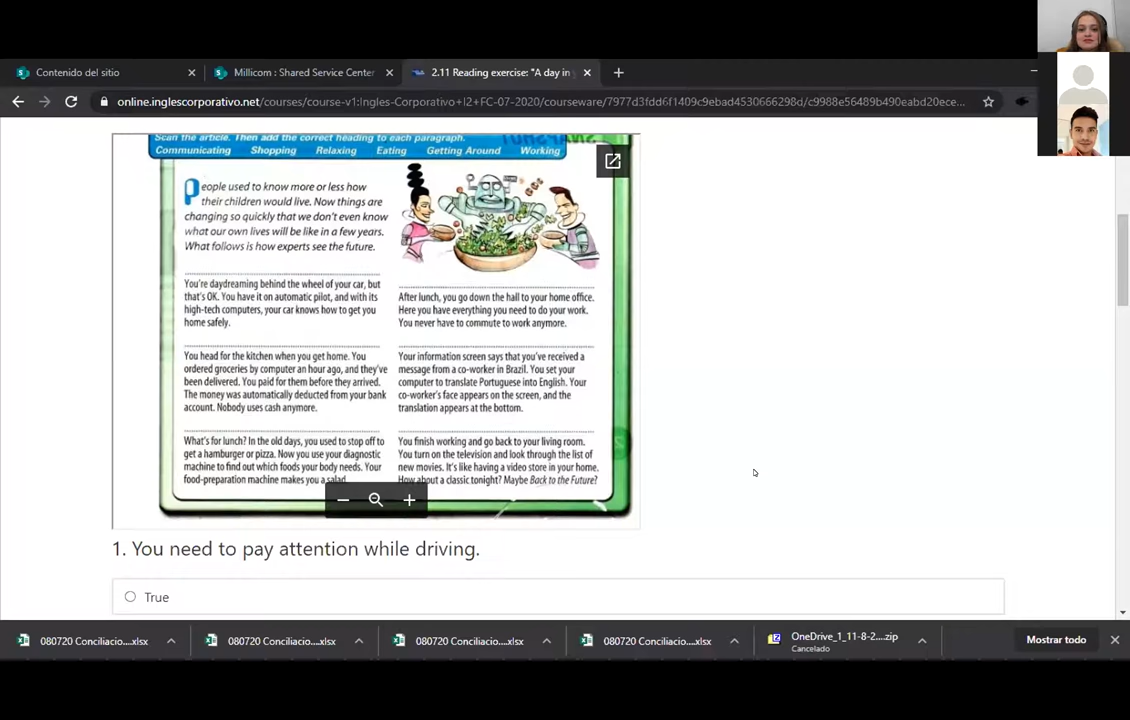 Contenido del sitio
Millicom : Shared Service Center
2.11 Reading exercise: "A day in
online.inglescorporativo.net/courses/course-v1:Ingles-Corporativo+I2+FC-07-2020/courseware/7977d3fdd6f1409c9ebad4530666298d/c9988e56489b490eabd20ece...
Scan the article. Then add the correct heading to each paragraph.
Communicating Shopping Relaxing Eating Getting Around Working
People used to know more or less how
their children would live. Now things are
changing so quickly that we don't even know
what our own lives will be like in a few years.
What follows is how experts see the future.
You're daydreaming behind the wheel of your car, but
that's OK. You have it on automatic pilot, and with its
high-tech computers, your car knows how to get you
home safely.
You head for the kitchen when you get home. You
ordered groceries by computer an hour ago, and they've
been delivered. You paid for them before they arrived.
The money was automatically deducted from your bank
account. Nobody uses cash anymore.
What's for lunch? In the old days, you used to stop off to
get a hamburger or pizza. Now you use your diagnostic
machine to find out which foods your body needs. Your
food-preparation machine makes you a salad.
After lunch, you go down the hall to your home office.
Here you have everything you need to do your work.
You never have to commute to work anymore.
Your information screen says that you've received a
message from a co-worker in Brazil. You set your
computer to translate Portuguese into English. Your
co-worker's face appears on the screen, and the
translation appears at the bottom.
You finish working and go back to your living room.
You turn on the television and look through the list of
new movies. It's like having a video store in your home.
How about a classic tonight? Maybe Back to the Future?
1. You need to pay attention while driving.
True
080720 Conciliacio....xlsx
080720 Conciliacio....xlsx
080720 Conciliacio....xlsx
080720 Conciliacio....xlsx
OneDrive_1_11-8-2....zip
Cancelado
Mostrar todo